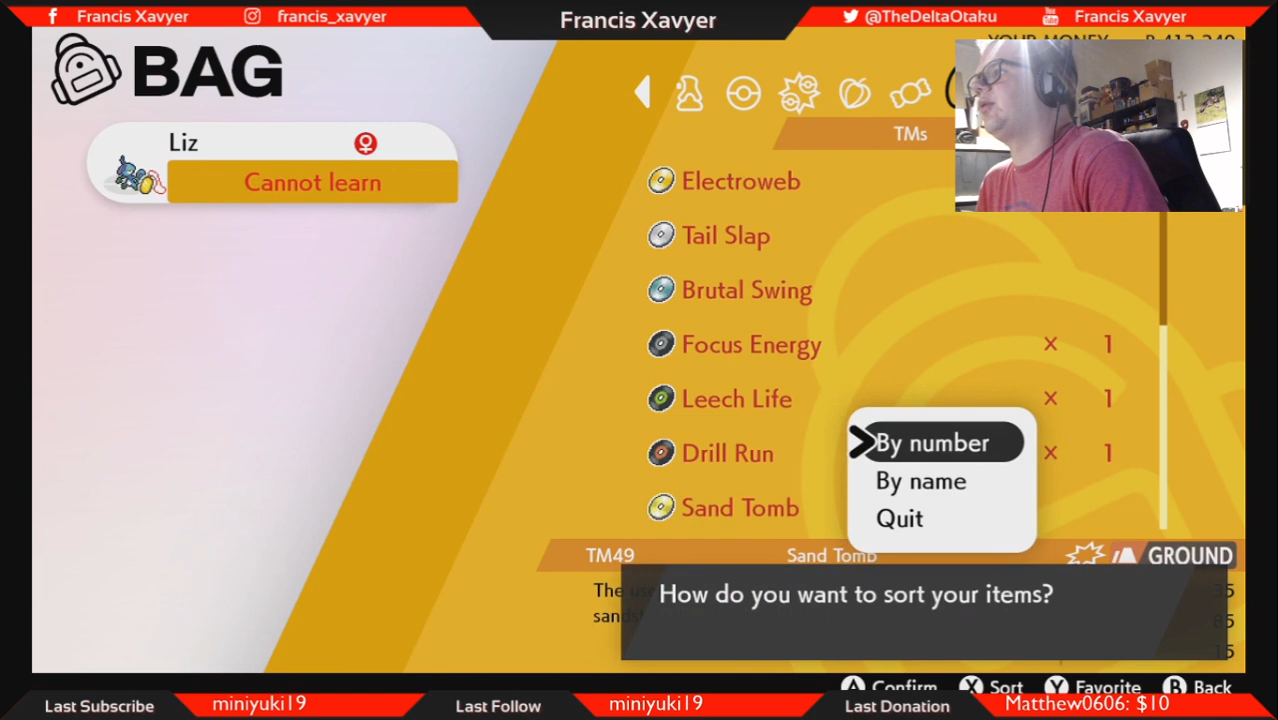 Francis Xavyer
francis_xavyer
Francis Xavyer
@TheDeltaOtaku
Francis Xavyer
BAG
YOUR MONEY
Liz
Cannot learn
TMs
Electroweb
Tail Slap
Brutal Swing
Focus Energy × 1
Leech Life × 1
Drill Run × 1
Sand Tomb
By number
By name
Quit
TM49 Sand Tomb GROUND
The
How do you want to sort your items?
Confirm X Sort Y Favorite B Back
Last Subscribe miniyuki19 Last Follow miniyuki19 Last Donation Matthew0606: $10